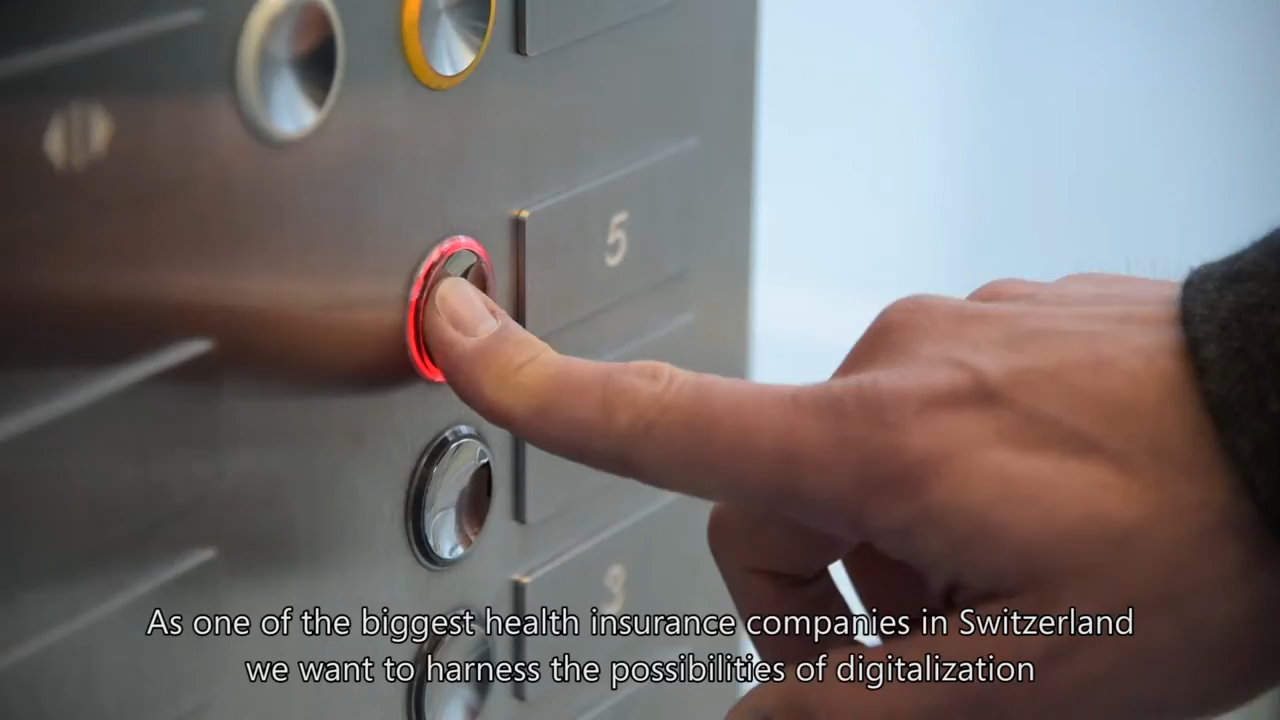 5
3
As one of the biggest health insurance companies in Switzerland
we want to harness the possibilities of digitalization